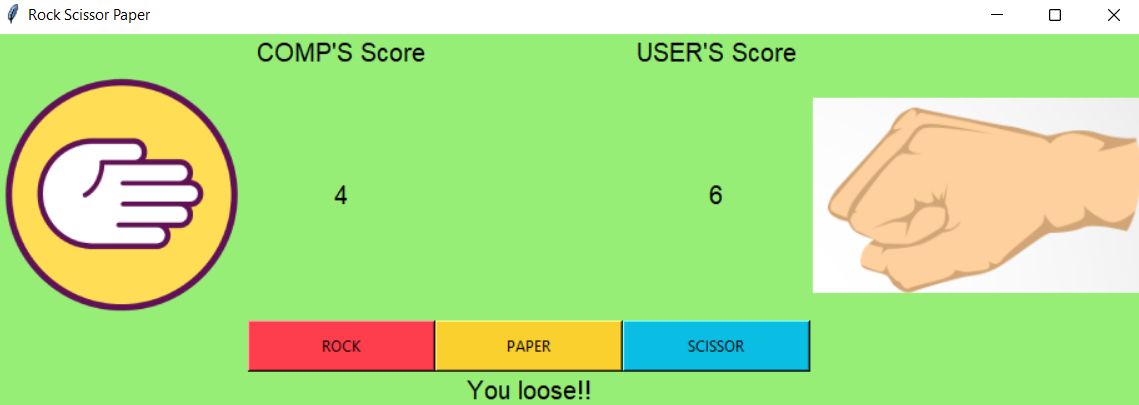 Rock Scissor Paper
COMP'S Score USER'S Score
4 6
ROCK PAPER SCISSOR
You loose!!